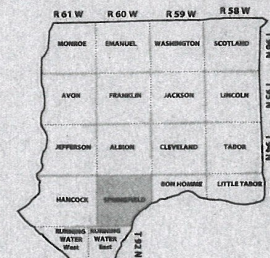 R 61 W R 60 W R 59 W R 58 W
MONROE EMANUEL WASHINGTON SCOTLAND
AVON FRANKLIN JACKSON LINCOLN
JEFFERSON ALBION CLEVELAND TABOR
HANCOCK SPRINGFIELD BON HOMME LITTLE TABOR
RUNNING WATER West
RUNNING WATER East
T 92 N